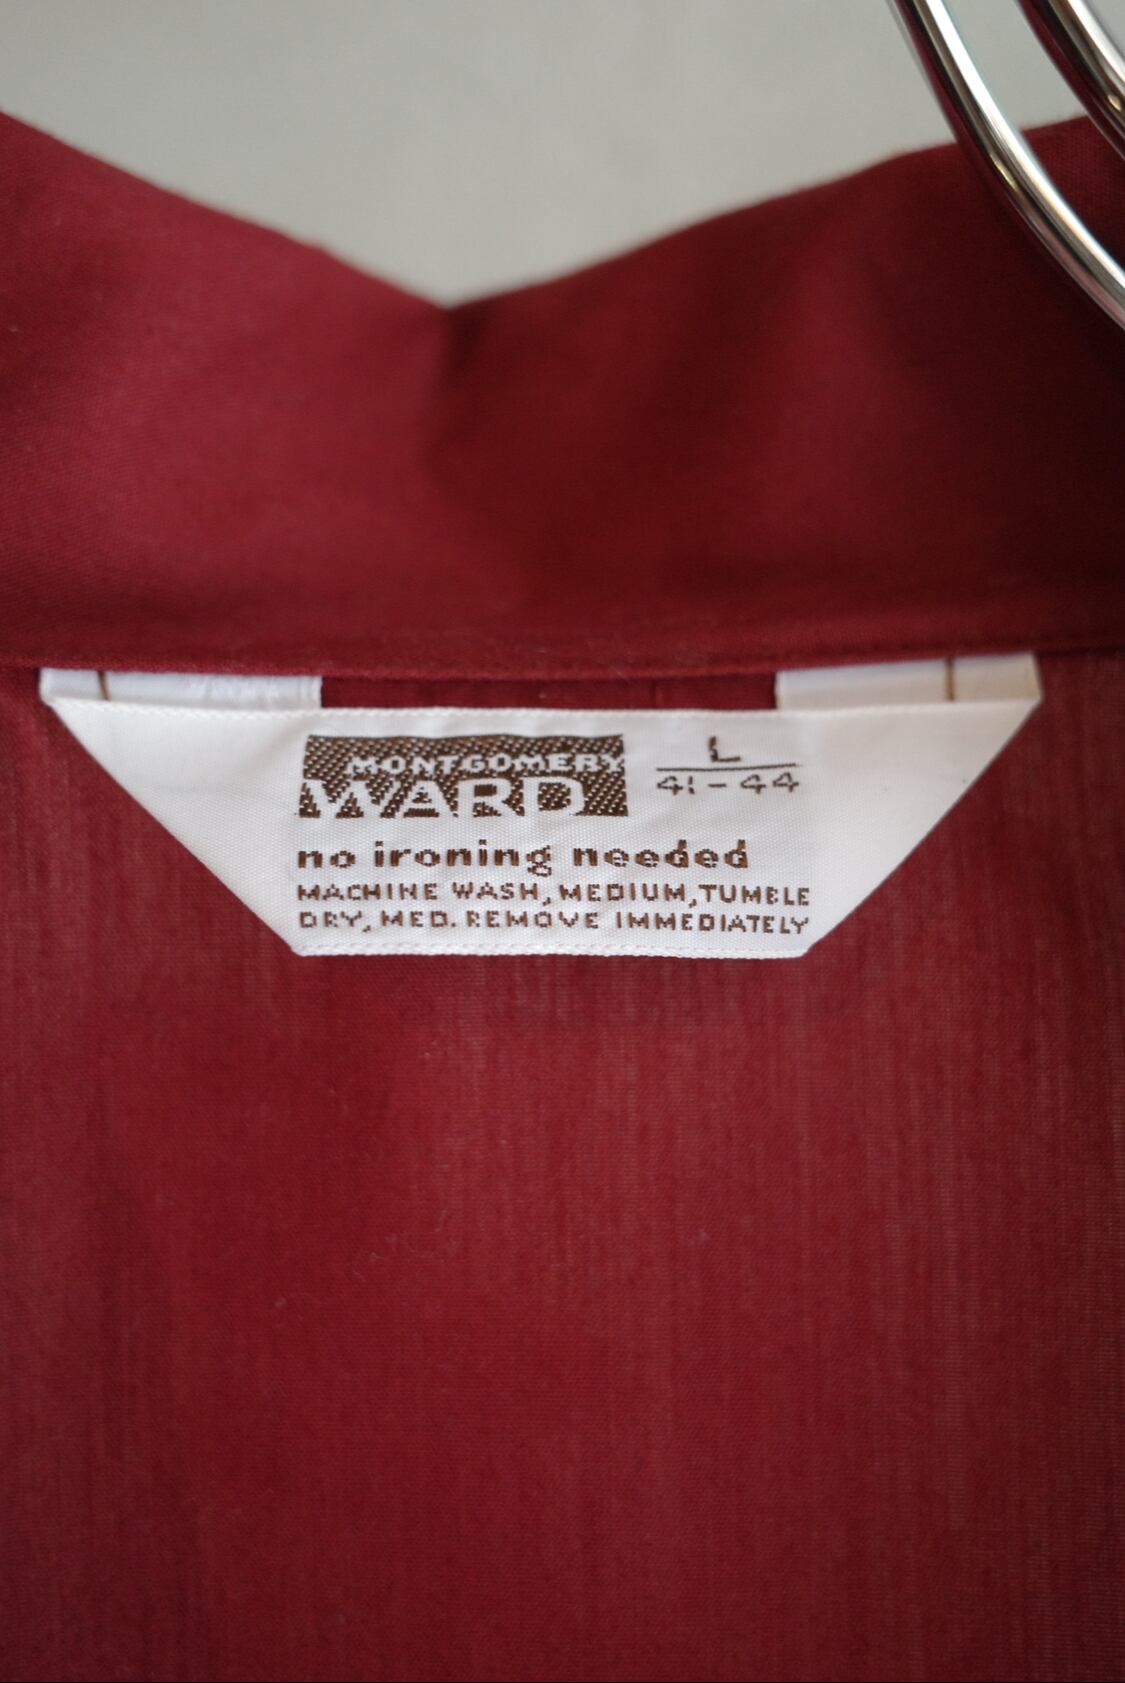 MONTGOMERY
WARD
L
41-44
no ironing needed
MACHINE WASH, MEDIUM, TUMBLE
DRY, MED. REMOVE IMMEDIATELY